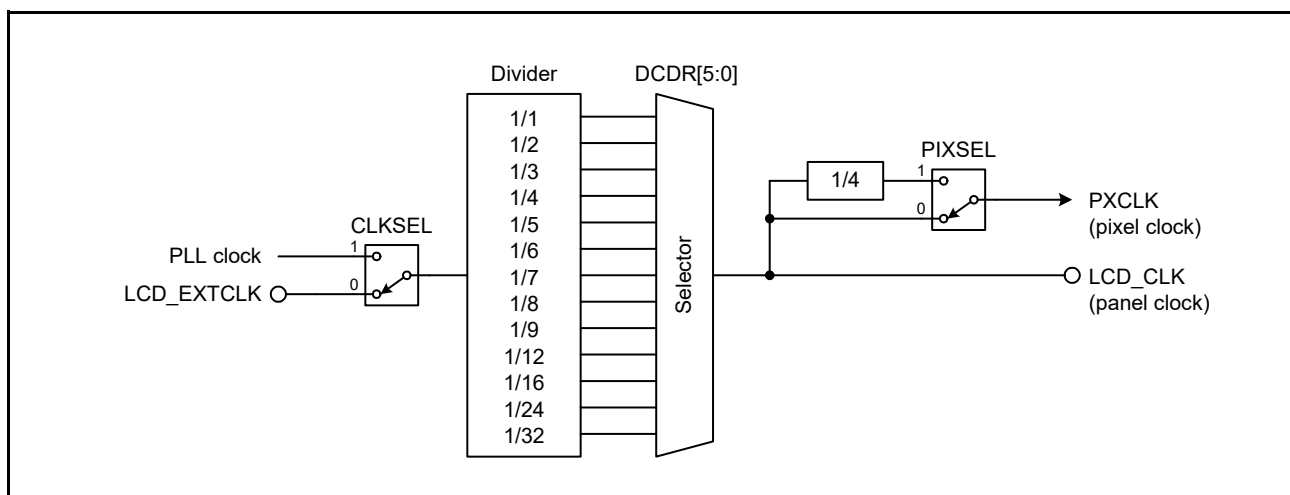 Divider
DCDR[5:0]
1/1
1/2
1/3
1/4
1/5
1/6
1/7
1/8
1/9
1/12
1/16
1/24
1/32
Selector
CLKSEL
PLL clock
1
LCD_EXTCLK
0
PIXSEL
1/4
1
0
PXCLK
(pixel clock)
LCD_CLK
(panel clock)